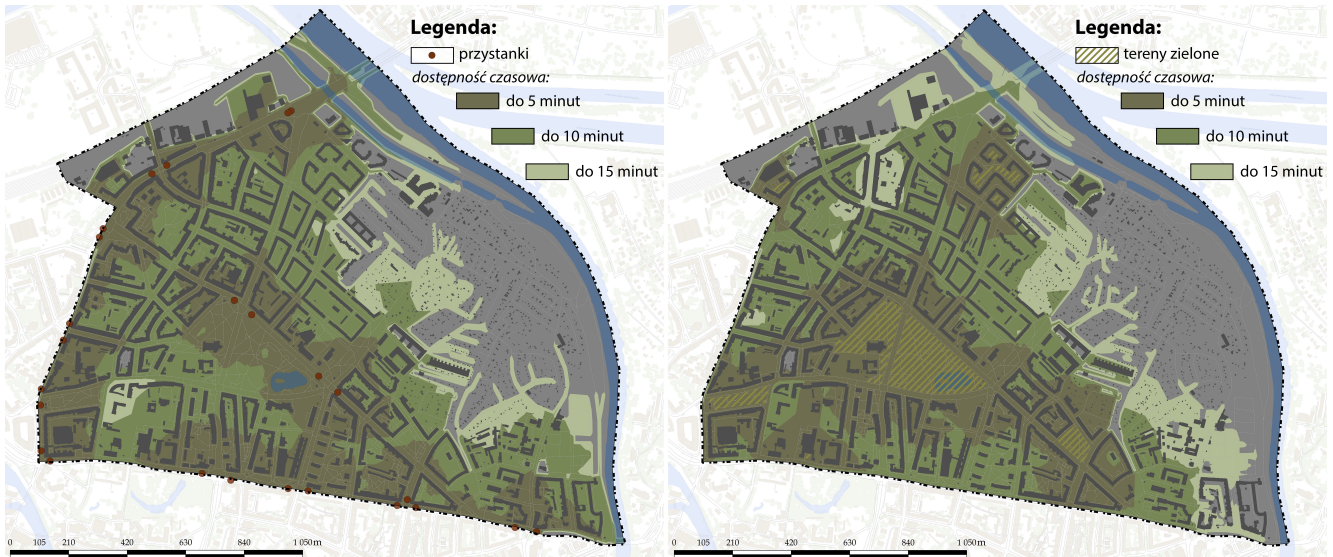 Legenda:
przystanki
dostępność czasowa:
do 5 minut
do 10 minut
do 15 minut
0 105 210 420 630 840 1 050 m
Legenda:
tereny zielone
dostępność czasowa:
do 5 minut
do 10 minut
do 15 minut
0 105 210 420 630 840 1 050 m